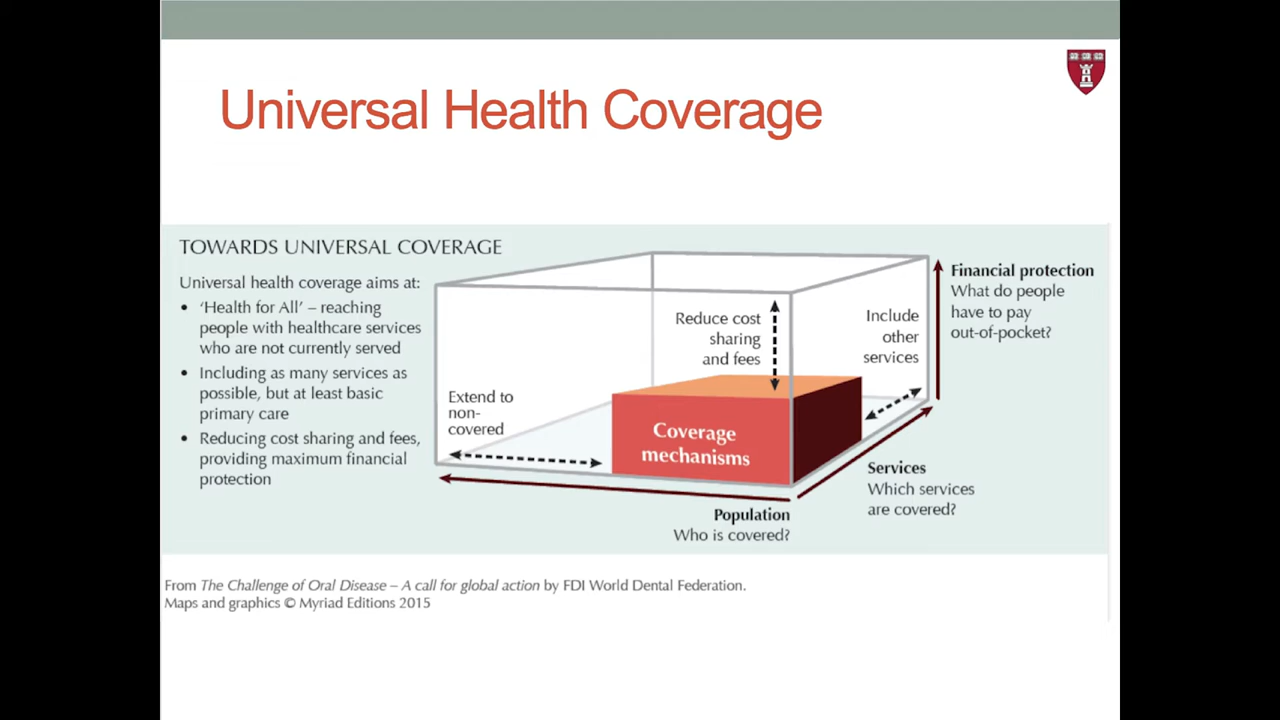 Universal Health Coverage
TOWARDS UNIVERSAL COVERAGE
Universal health coverage aims at:
• ‘Health for All’ – reaching
people with healthcare services
who are not currently served
• Including as many services as
possible, but at least basic
primary care
• Reducing cost sharing and fees,
providing maximum financial
protection
Extend to
non-
covered
Reduce cost
sharing
and fees
Include
other
services
Coverage
mechanisms
Financial protection
What do people
have to pay
out-of-pocket?
Services
Which services
are covered?
Population
Who is covered?
From The Challenge of Oral Disease – A call for global action by FDI World Dental Federation.
Maps and graphics © Myriad Editions 2015